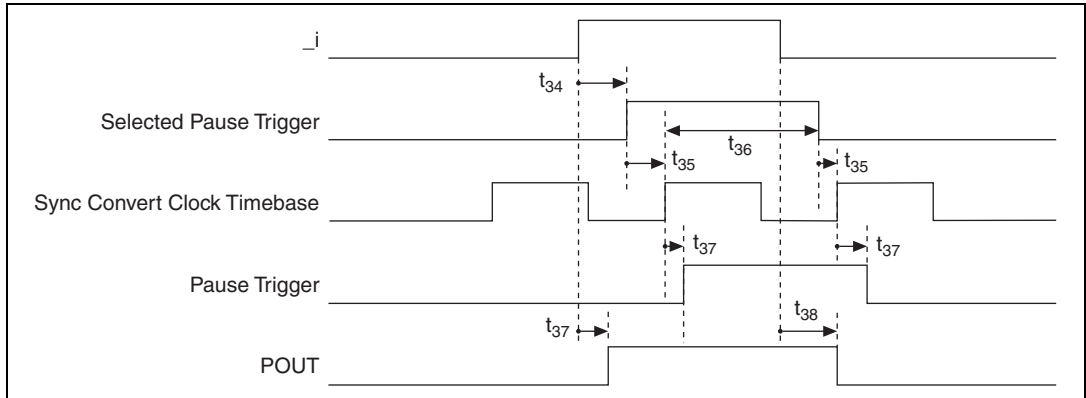 _i
t34
Selected Pause Trigger
t36
t35
t35
Sync Convert Clock Timebase
t37
t37
Pause Trigger
t38
t37
POUT